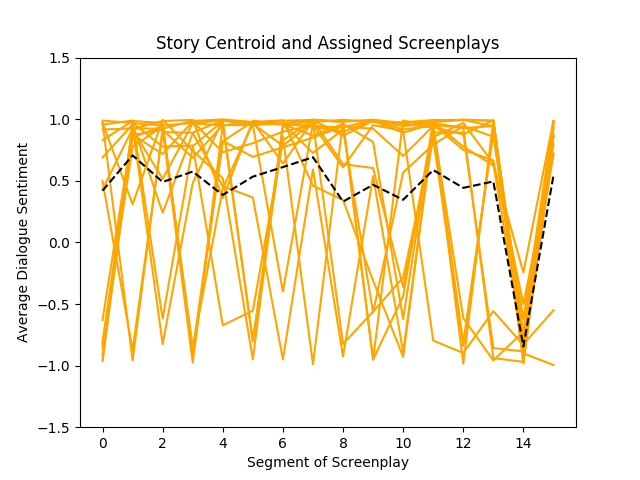 Story Centroid and Assigned Screenplays
1.5
1.0
0.5
0.0
−0.5
−1.0
−1.5
Average Dialogue Sentiment
0 2 4 6 8 10 12 14
Segment of Screenplay